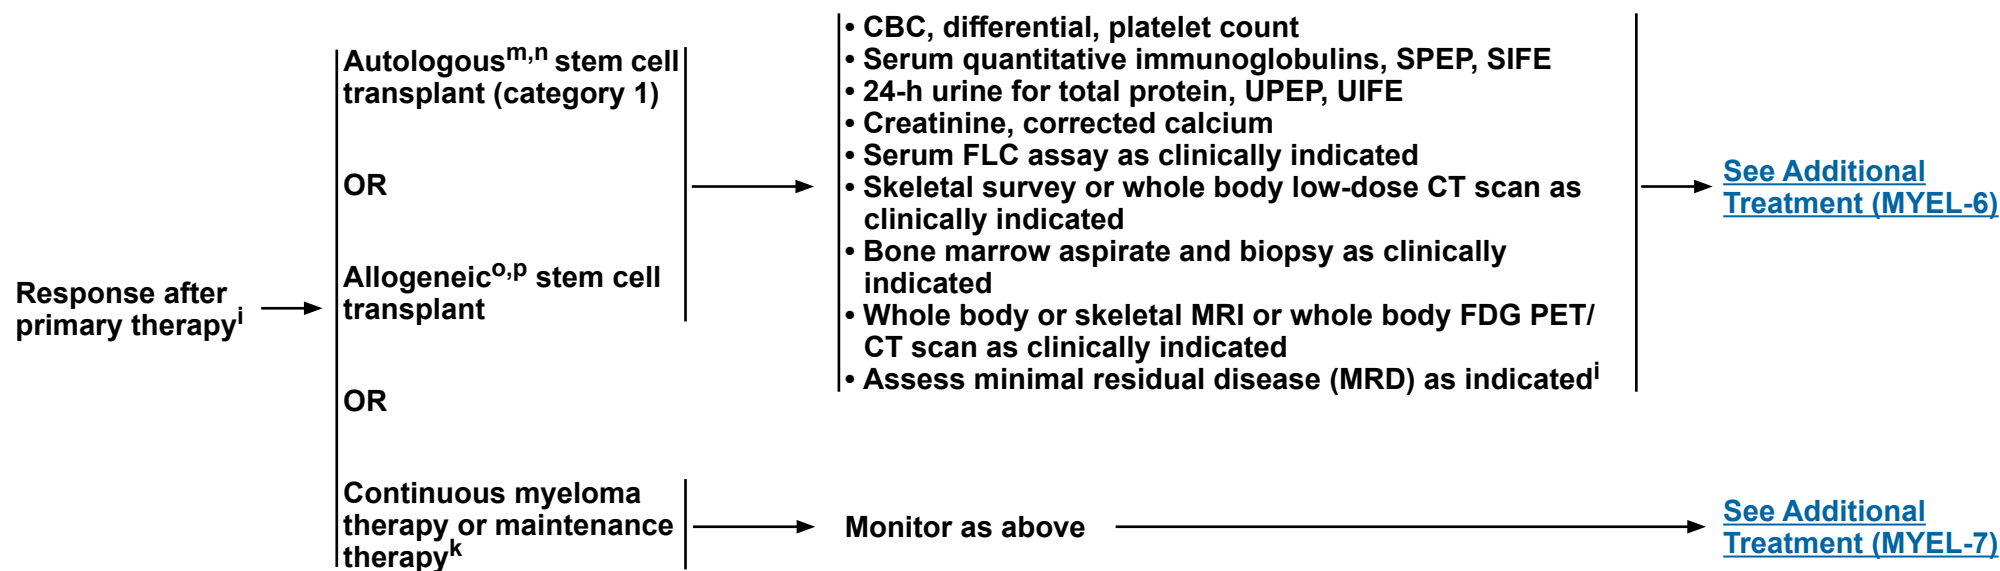 Response after
primary therapyⁱ
Autologousᵐ,ⁿ stem cell
transplant (category 1)
OR
Allogeneicᵒ,ᵖ stem cell
transplant
OR
Continuous myeloma
therapy or maintenance
therapyᵏ
• CBC, differential, platelet count
• Serum quantitative immunoglobulins, SPEP, SIFE
• 24-h urine for total protein, UPEP, UIFE
• Creatinine, corrected calcium
• Serum FLC assay as clinically indicated
• Skeletal survey or whole body low-dose CT scan as
clinically indicated
• Bone marrow aspirate and biopsy as clinically
indicated
• Whole body or skeletal MRI or whole body FDG PET/
CT scan as clinically indicated
• Assess minimal residual disease (MRD) as indicatedⁱ
Monitor as above
See Additional
Treatment (MYEL-6)
See Additional
Treatment (MYEL-7)